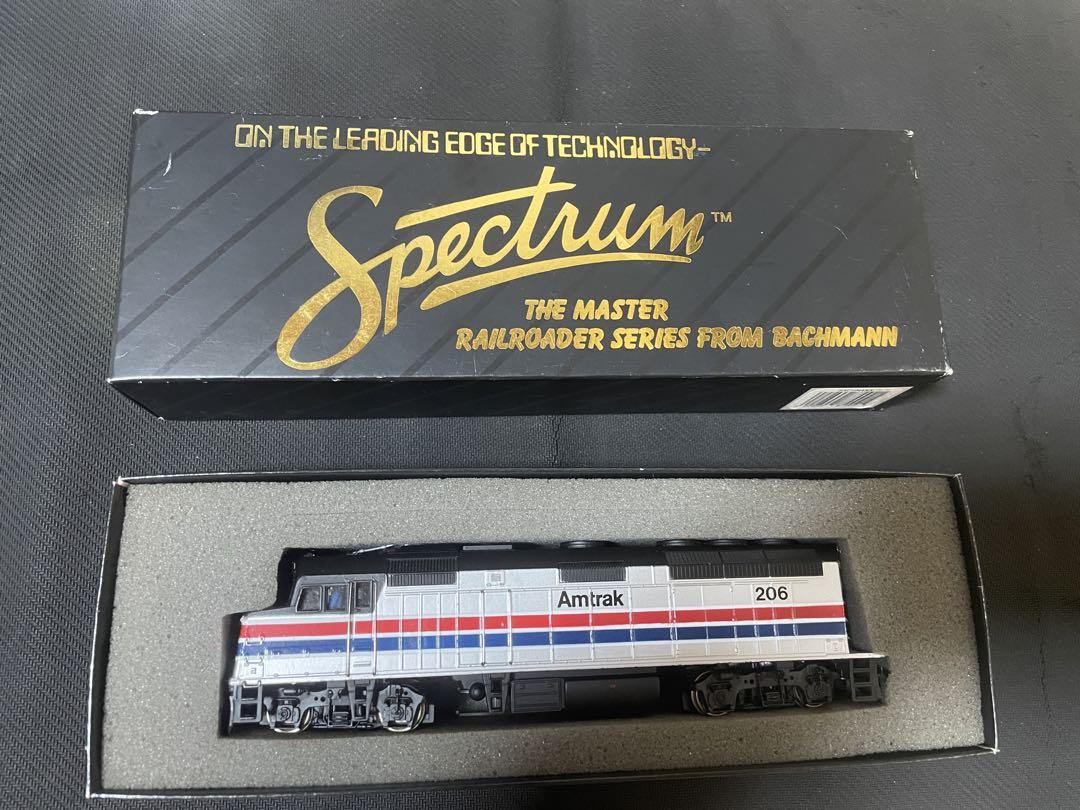 ON THE LEADING EDGE OF TECHNOLOGY-
Spectrum™
THE MASTER
RAILROADER SERIES FROM BACHMANN
Amtrak
206